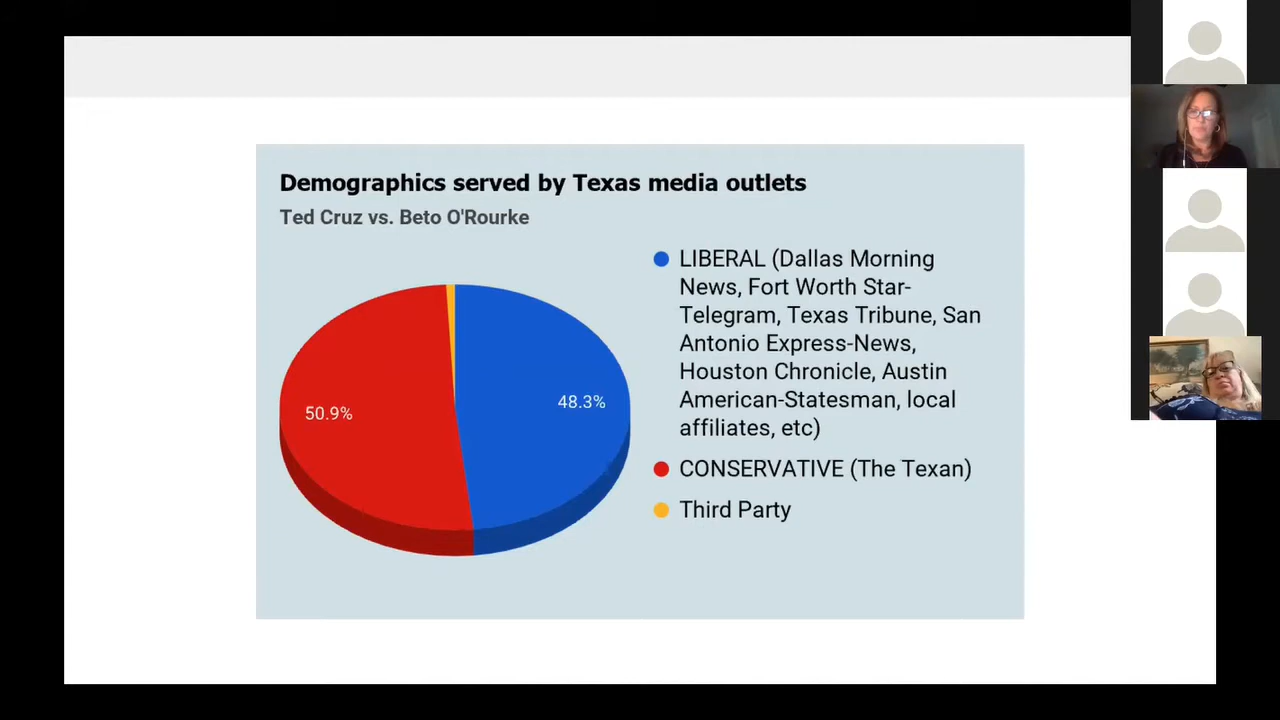 Demographics served by Texas media outlets
Ted Cruz vs. Beto O'Rourke
50.9%
48.3%
LIBERAL (Dallas Morning
News, Fort Worth Star-
Telegram, Texas Tribune, San
Antonio Express-News,
Houston Chronicle, Austin
American-Statesman, local
affiliates, etc)
CONSERVATIVE (The Texan)
Third Party